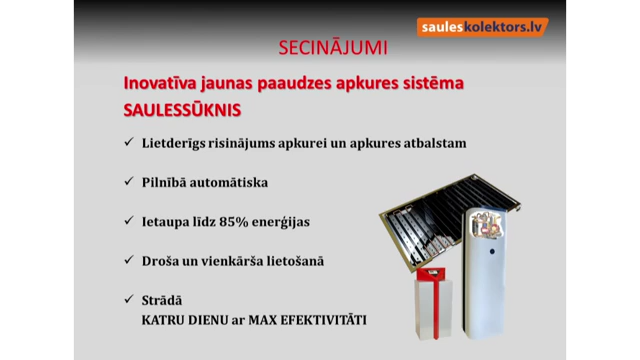 sauleskolektors.lv
SECINĀJUMI
Inovatīva jaunas paaudzes apkures sistēma
SAULESSŪKNIS
✓ Lietderīgs risinājums apkurei un apkures atbalstam
✓ Pilnībā automātiska
✓ Ietaupa līdz 85% enerģijas
✓ Droša un vienkārša lietošanā
✓ Strādā
KATRU DIENU ar MAX EFEKTIVITĀTI